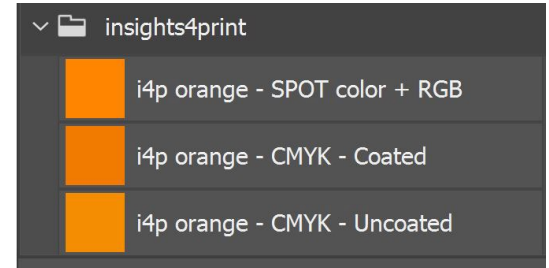 insights4print
i4p orange - SPOT color + RGB
i4p orange - CMYK - Coated
i4p orange - CMYK - Uncoated